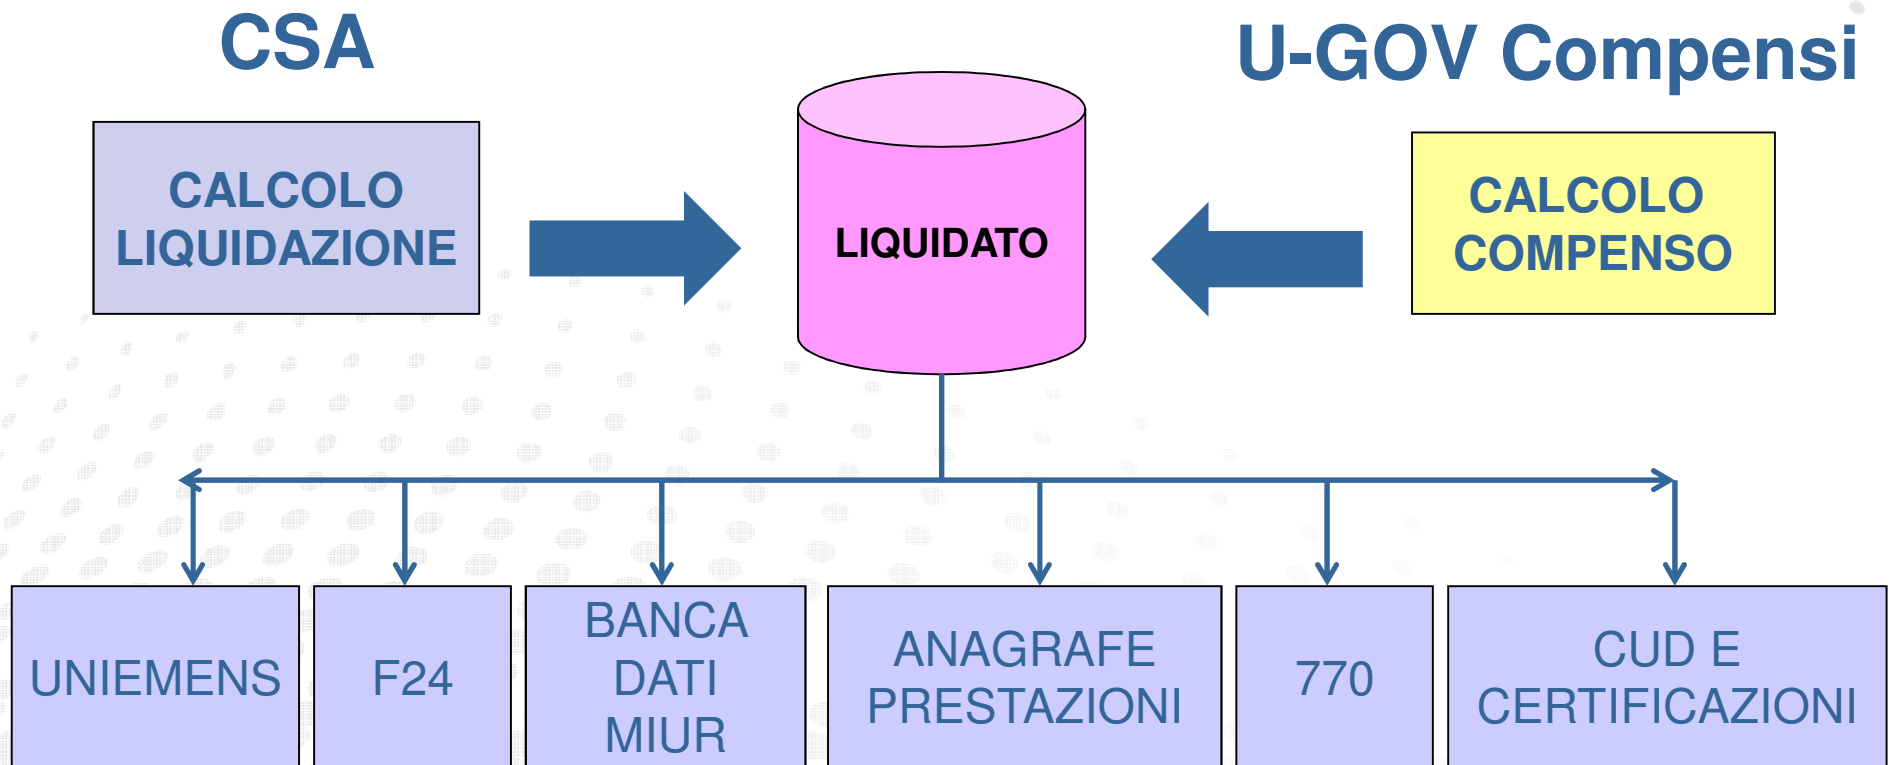 CSA
U-GOV Compensi
CALCOLO
LIQUIDAZIONE
LIQUIDATO
CALCOLO
COMPENSO
UNIEMENS
F24
BANCA
DATI
MIUR
ANAGRAFE
PRESTAZIONI
770
CUD E
CERTIFICAZIONI